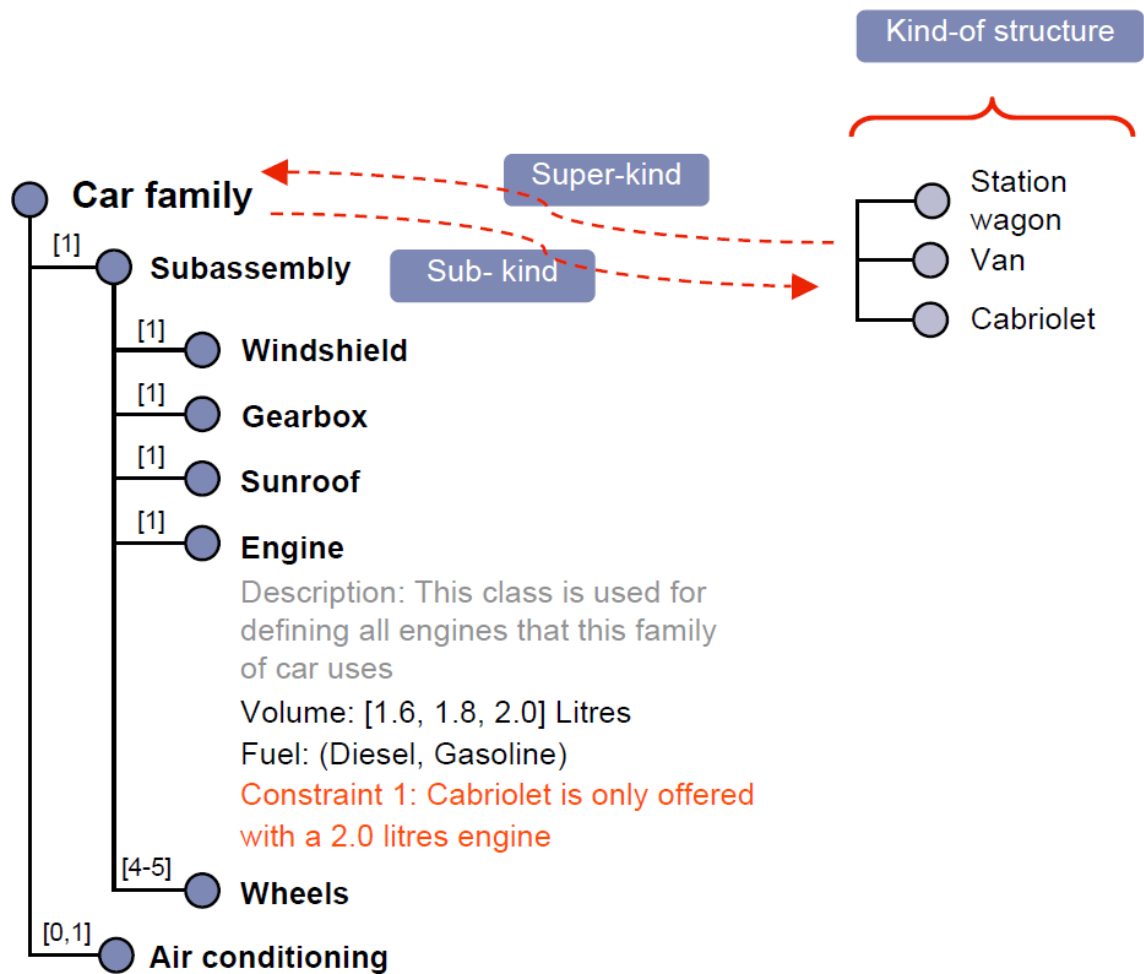 Kind-of structure
Super-kind
Car family
Station
wagon
[1]
Subassembly
Sub- kind
Van
Cabriolet
[1]
Windshield
[1]
Gearbox
[1]
Sunroof
[1]
Engine
Description: This class is used for
defining all engines that this family
of car uses
Volume: [1.6, 1.8, 2.0] Litres
Fuel: (Diesel, Gasoline)
Constraint 1: Cabriolet is only offered
with a 2.0 litres engine
[4-5]
Wheels
[0,1]
Air conditioning